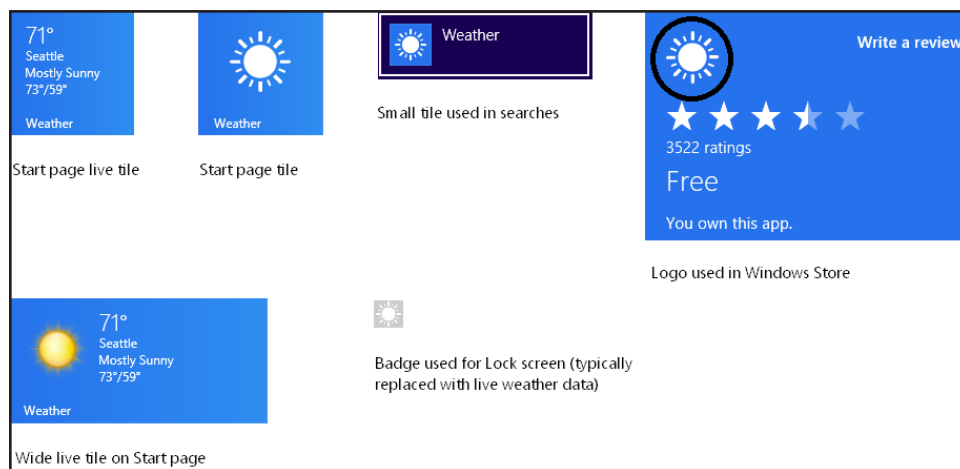 71°
Seattle
Mostly Sunny
73°/59°
Weather
Start page live tile
Weather
Start page tile
Weather
Small tile used in searches
Write a review
3522 ratings
Free
You own this app.
Logo used in Windows Store
71°
Seattle
Mostly Sunny
73°/59°
Weather
Wide live tile on Start page
Badge used for Lock screen (typically
replaced with live weather data)